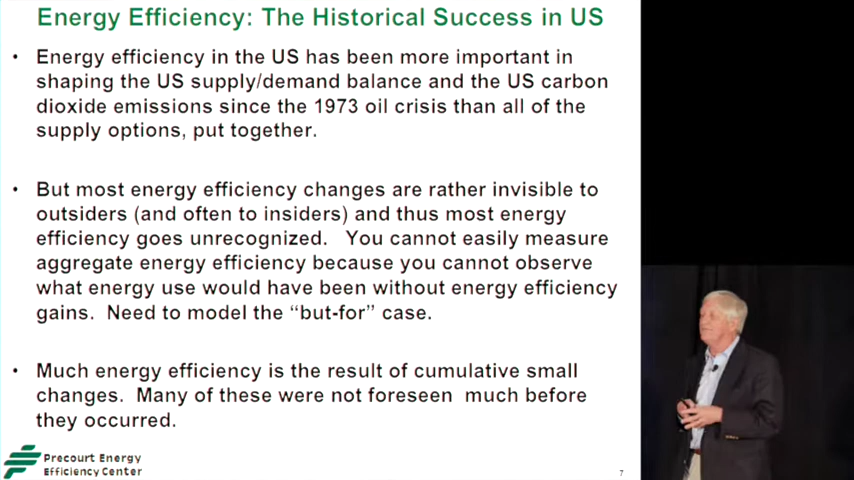 Energy Efficiency: The Historical Success in US
• Energy efficiency in the US has been more important in
shaping the US supply/demand balance and the US carbon
dioxide emissions since the 1973 oil crisis than all of the
supply options, put together.
• But most energy efficiency changes are rather invisible to
outsiders (and often to insiders) and thus most energy
efficiency goes unrecognized. You cannot easily measure
aggregate energy efficiency because you cannot observe
what energy use would have been without energy efficiency
gains. Need to model the “but-for” case.
• Much energy efficiency is the result of cumulative small
changes. Many of these were not foreseen much before
they occurred.
Precourt Energy
Efficiency Center
7